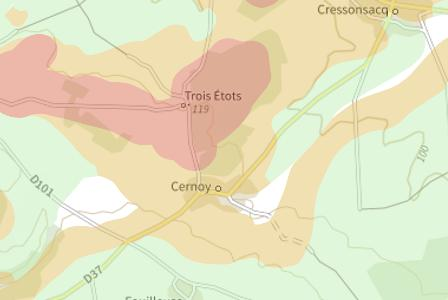 Cressonsacq
Trois Étots
119
100
D101
Cernoy
D37